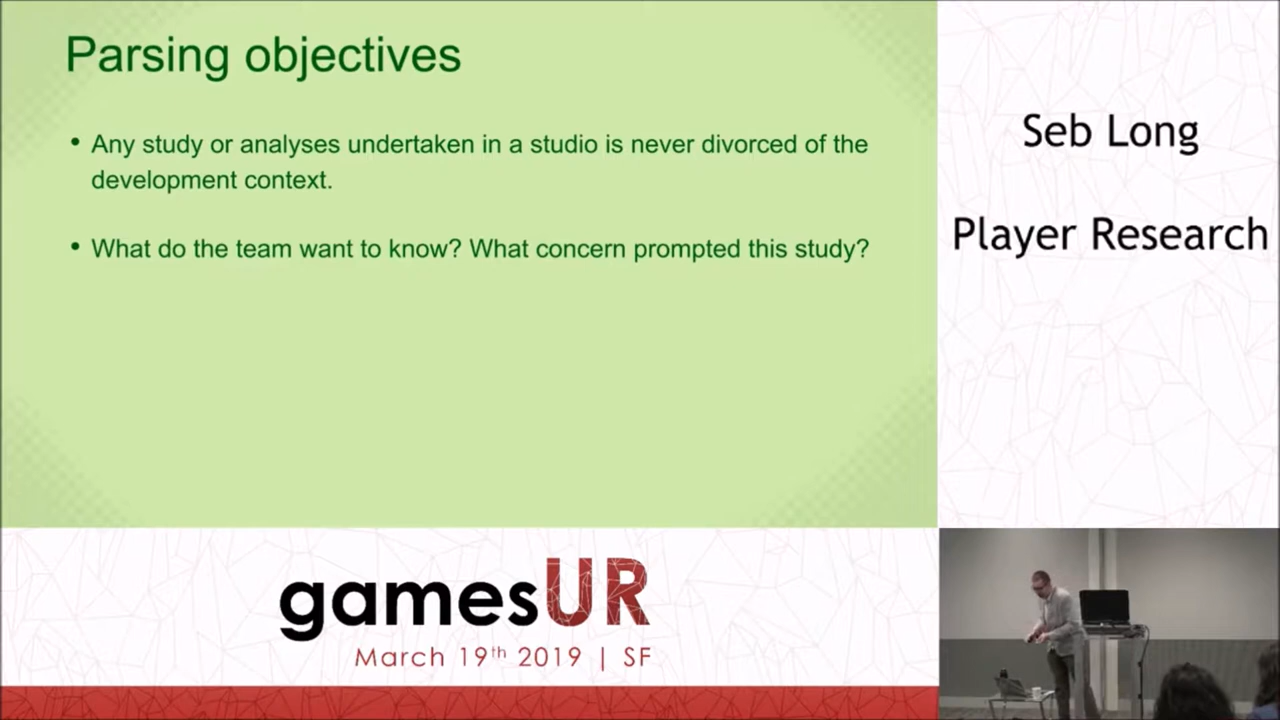 Parsing objectives
• Any study or analyses undertaken in a studio is never divorced of the
development context.
• What do the team want to know? What concern prompted this study?
Seb Long
Player Research
gamesUR
March 19th 2019 | SF